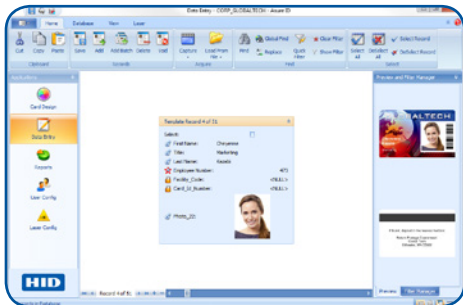 Data Entry - CORP_GLOBALTECH - Asure ID
Home Database View Laser
Cut Copy Paste Save Add Add Batch Delete Undo Capture Load From File Find Global Find Replace Quick Filter Clear Filter Show Filter Select All DeSelect All Select Record DeSelect Record
Clipboard Records Acquire Find Select
Applications
Card Design
Data Entry
Reports
User Config
Laser Config
HID
Template Record 4 of 31
Select:
First Name: Cheyenne
Title: Marketing
Last Name:
Employee Number:
Facility_Code: <NULL>
Card_Id_Number: <NULL>
Photo_ID:
Record 4 of 31
Preview and Filter Manager
GLOBALTECH
Preview Filter Manager